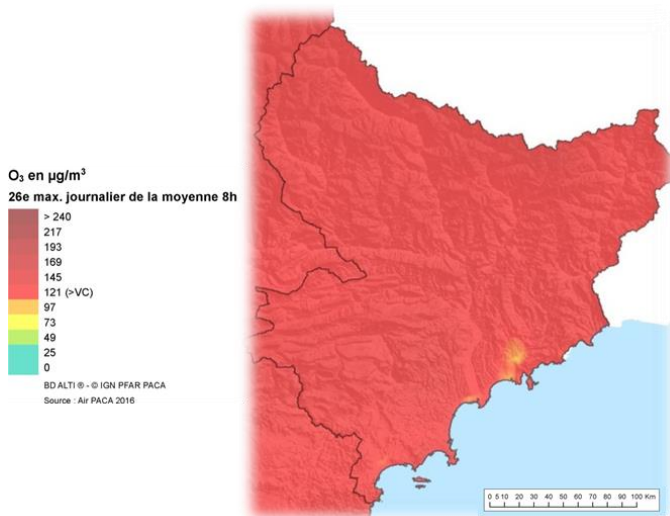 O₃ en µg/m³
26e max. journalier de la moyenne 8h
> 240
217
193
169
145
121 (>VC)
97
73
49
25
0
BD ALTI ® - © IGN PFAR PACA
Source : Air PACA 2016
0 5 10 20 30 40 50 60 70 80 90 100 Km